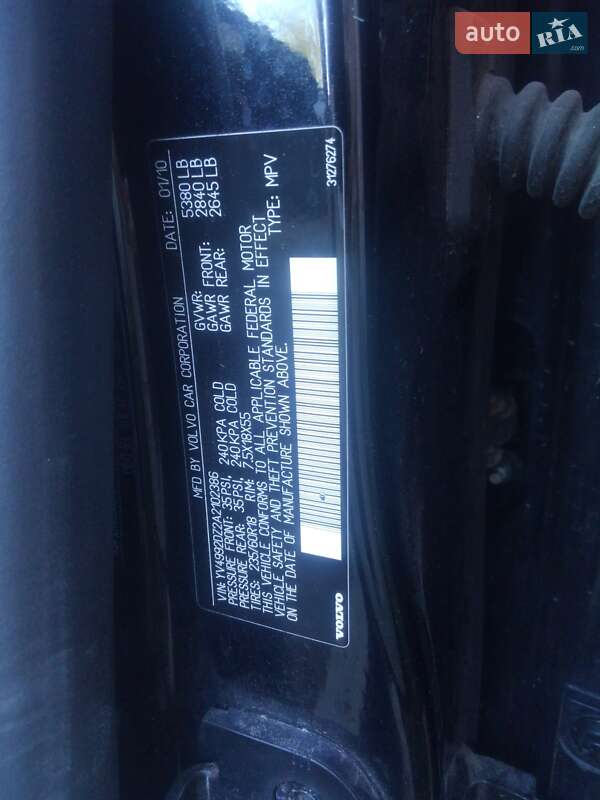 auto RIA .com
MFD BY VOLVO CAR CORPORATION DATE: 01/10
GVWR: 5380 LB
GAWR FRONT: 2840 LB
GAWR REAR: 2645 LB
VIN: YV4992DZ2A2102386
PRESSURE FRONT: 35PSI, 240KPA COLD
PRESSURE REAR: 35PSI, 240KPA COLD
TIRES: 235/60R18 RIM: 7.5X18X55
THIS VEHICLE CONFORMS TO ALL APPLICABLE FEDERAL MOTOR
VEHICLE SAFETY AND THEFT PREVENTION STANDARDS IN EFFECT
ON THE DATE OF MANUFACTURE SHOWN ABOVE. TYPE: MPV
VOLVO
31276274